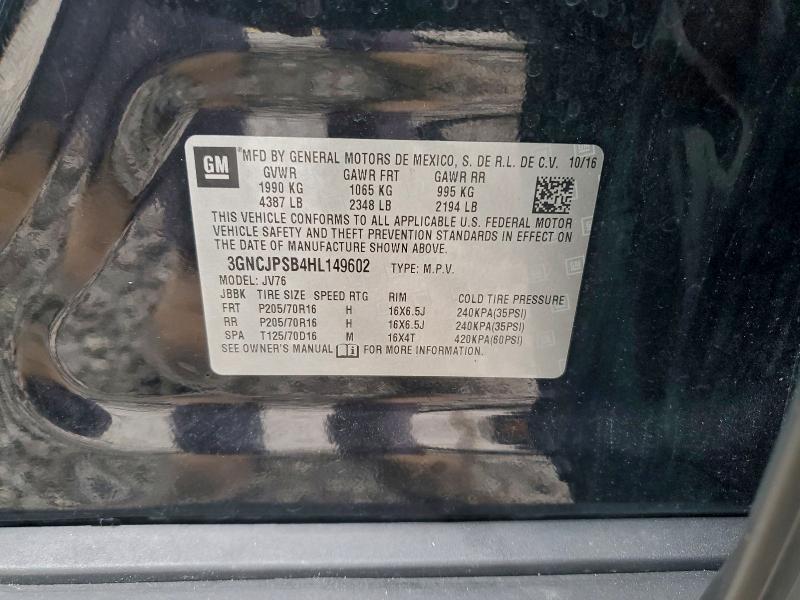 GM MFD BY GENERAL MOTORS DE MEXICO, S. DE R.L. DE C.V. 10/16
GVWR GAWR FRT GAWR RR
1990 KG 1065 KG 995 KG
4387 LB 2348 LB 2194 LB
THIS VEHICLE CONFORMS TO ALL APPLICABLE U.S. FEDERAL MOTOR
VEHICLE SAFETY AND THEFT PREVENTION STANDARDS IN EFFECT ON
THE DATE OF MANUFACTURE SHOWN ABOVE.
3GNCJPSB4HL149602 TYPE: M.P.V.
MODEL: JV76
JBBK TIRE SIZE SPEED RTG RIM COLD TIRE PRESSURE
FRT P205/70R16 H 16X6.5J 240KPA(35PSI)
RR P205/70R16 H 16X6.5J 240KPA(35PSI)
SPA T125/70D16 M 16X4T 420KPA(60PSI)
SEE OWNER'S MANUAL FOR MORE INFORMATION.